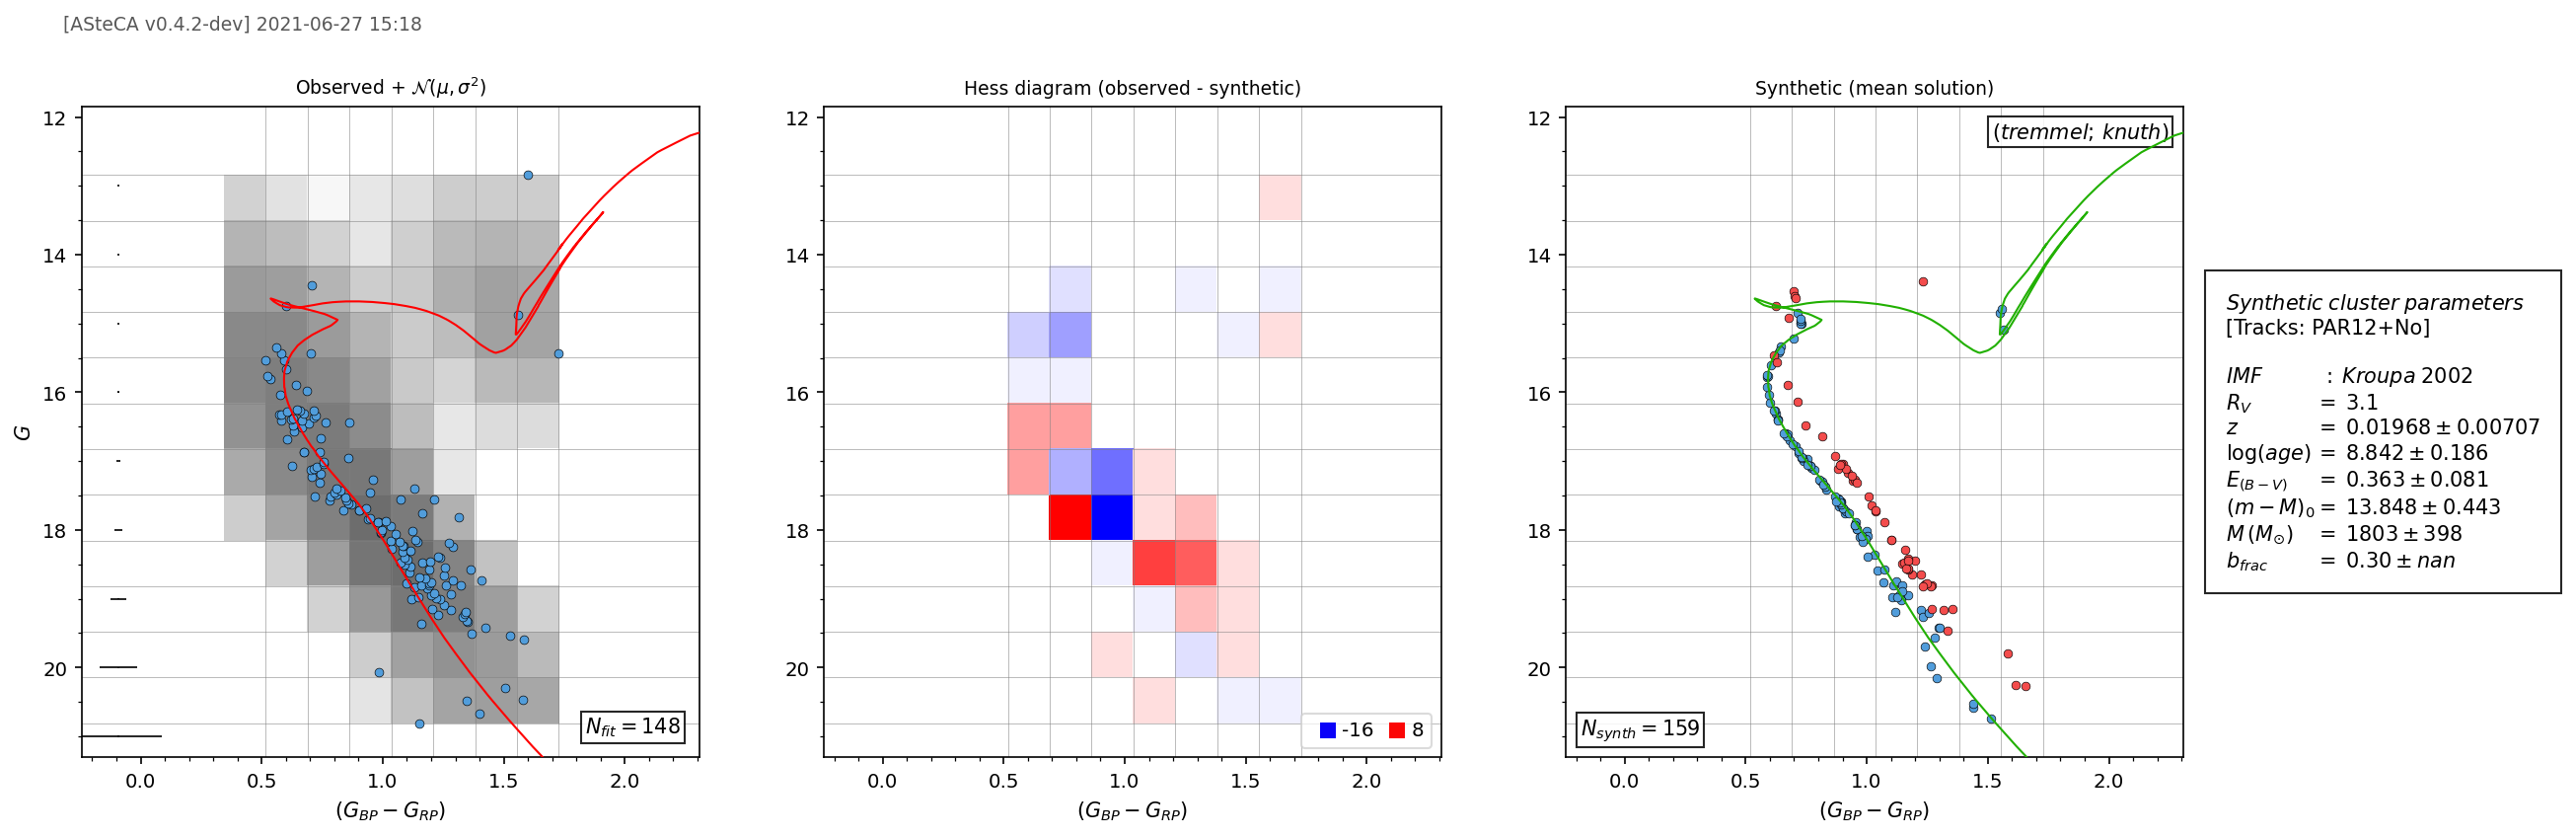 [ASteCA v0.4.2-dev] 2021-06-27 15:18
Observed + 𝒩(μ, σ²)
12
14
16
18
20
G
0.0 0.5 1.0 1.5 2.0
(G_BP − G_RP)
N_fit = 148
Hess diagram (observed - synthetic)
12
14
16
18
20
0.0 0.5 1.0 1.5 2.0
(G_BP − G_RP)
-16 8
Synthetic (mean solution)
(tremmel; knuth)
12
14
16
18
20
0.0 0.5 1.0 1.5 2.0
(G_BP − G_RP)
N_synth = 159
Synthetic cluster parameters
[Tracks: PAR12+No]
IMF : Kroupa 2002
R_V = 3.1
z = 0.01968 ± 0.00707
log(age) = 8.842 ± 0.186
E_(B−V) = 0.363 ± 0.081
(m − M)₀ = 13.848 ± 0.443
M (M_⊙) = 1803 ± 398
b_frac = 0.30 ± nan